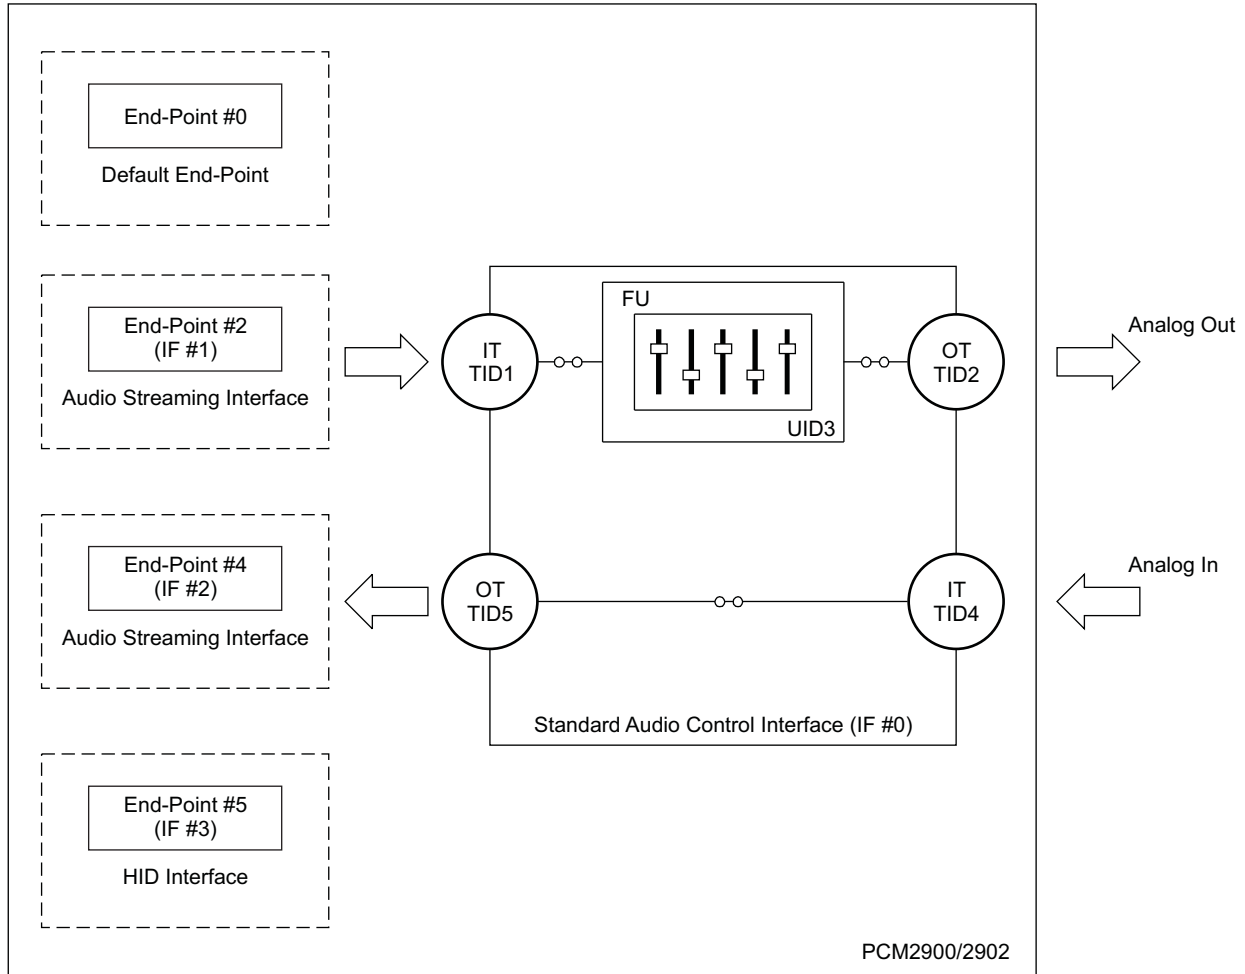 End-Point #0
Default End-Point
End-Point #2
(IF #1)
Audio Streaming Interface
IT
TID1
FU
UID3
OT
TID2
Analog Out
End-Point #4
(IF #2)
Audio Streaming Interface
OT
TID5
IT
TID4
Analog In
Standard Audio Control Interface (IF #0)
End-Point #5
(IF #3)
HID Interface
PCM2900/2902